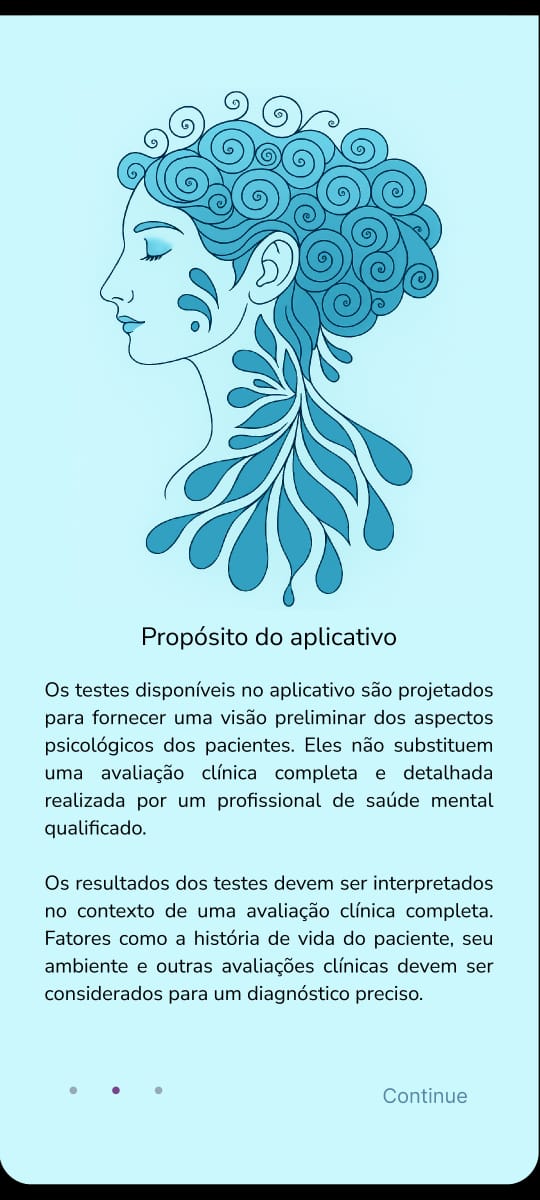 Propósito do aplicativo
Os testes disponíveis no aplicativo são projetados
para fornecer uma visão preliminar dos aspectos
psicológicos dos pacientes. Eles não substituem
uma avaliação clínica completa e detalhada
realizada por um profissional de saúde mental
qualificado.
Os resultados dos testes devem ser interpretados
no contexto de uma avaliação clínica completa.
Fatores como a história de vida do paciente, seu
ambiente e outras avaliações clínicas devem ser
considerados para um diagnóstico preciso.
Continue